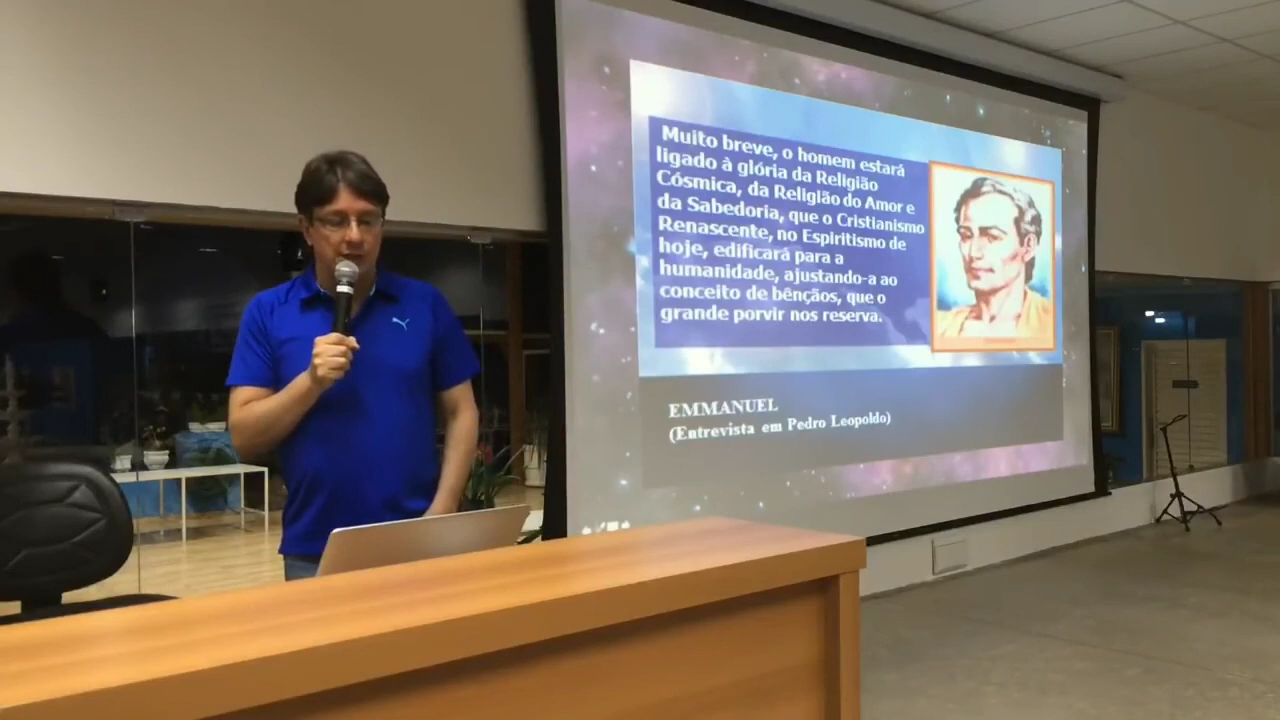 Muito breve, o homem estará
ligado à glória da Religião
Cósmica, da Religião do Amor e
da Sabedoria, que o Cristianismo
Renascente, no Espiritismo de
hoje, edificará para a
humanidade, ajustando-a ao
conceito de bênçãos, que o
grande porvir nos reserva.
EMMANUEL
(Entrevista em Pedro Leopoldo)